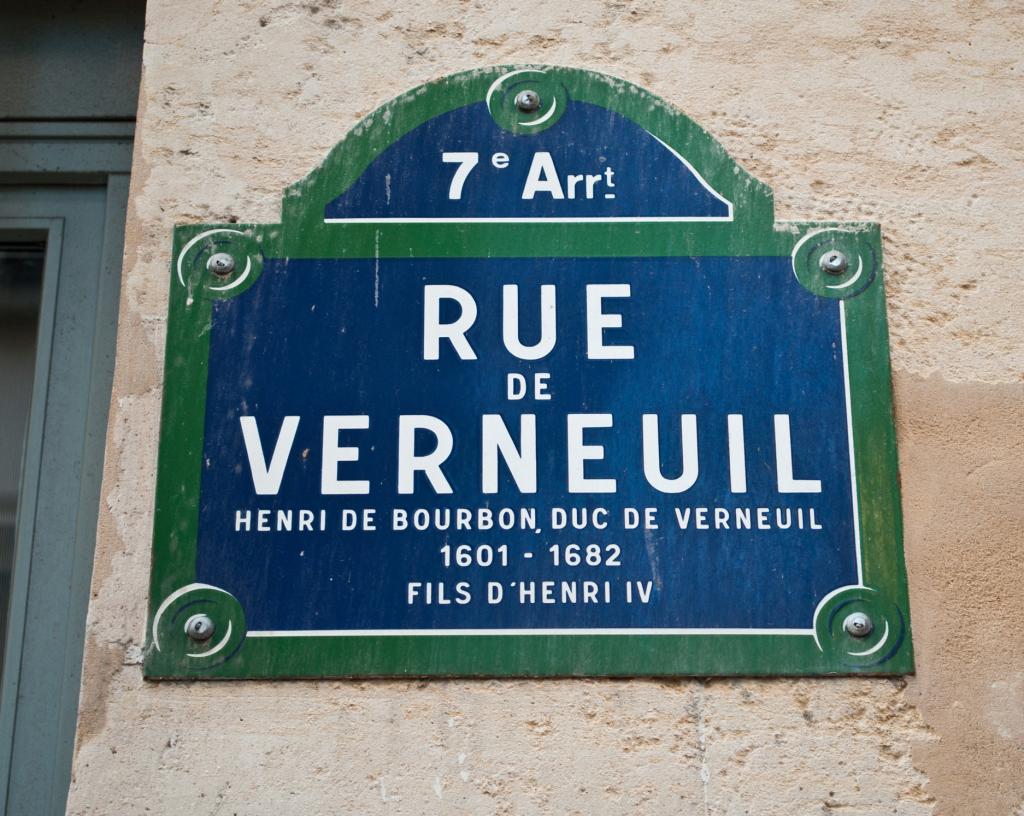 7e Arrt
RUE
DE
VERNEUIL
HENRI DE BOURBON, DUC DE VERNEUIL
1601 - 1682
FILS D'HENRI IV